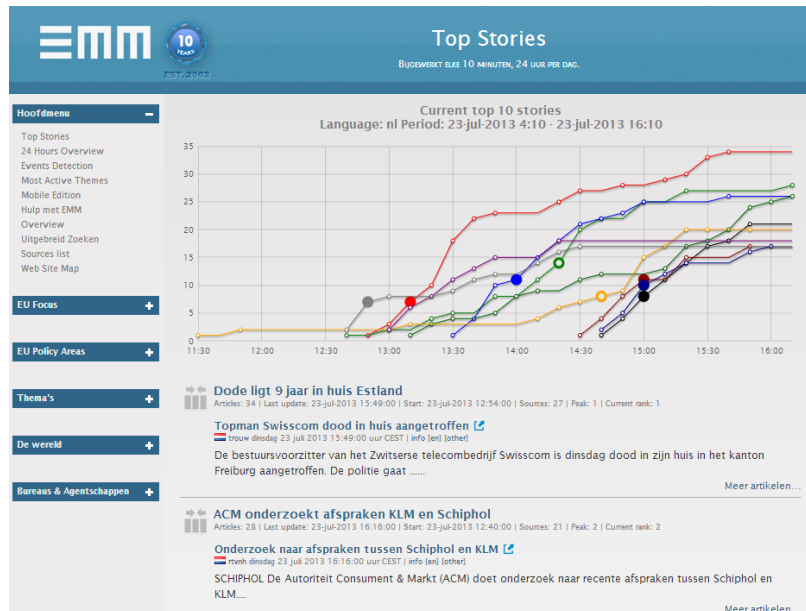 EMM
10
YEARS
EST. 2002
Top Stories
Bijgewerkt elke 10 minuten, 24 uur per dag.
Hoofdmenu
Top Stories
24 Hours Overview
Events Detection
Most Active Themes
Mobile Edition
Hulp met EMM
Overview
Uitgebreid Zoeken
Sources list
Web Site Map
EU Focus
EU Policy Areas
Thema's
De wereld
Bureaus & Agentschappen
Current top 10 stories
Language: nl Period: 23-jul-2013 4:10 - 23-jul-2013 16:10
35
30
25
20
15
10
5
0
11:30 12:00 12:30 13:00 13:30 14:00 14:30 15:00 15:30 16:00
Dode ligt 9 jaar in huis Estland
Articles: 34 | Last update: 23-jul-2013 15:49:00 | Start: 23-jul-2013 12:54:00 | Sources: 27 | Peak: 1 | Current rank: 1
Topman Swisscom dood in huis aangetroffen
trouw dinsdag 23 juli 2013 15:49:00 uur CEST | info [en] [other]
De bestuursvoorzitter van het Zwitserse telecombedrijf Swisscom is dinsdag dood in zijn huis in het kanton
Freiburg aangetroffen. De politie gaat ......
Meer artikelen...
ACM onderzoekt afspraken KLM en Schiphol
Articles: 28 | Last update: 23-jul-2013 16:16:00 | Start: 23-jul-2013 12:40:00 | Sources: 21 | Peak: 2 | Current rank: 2
Onderzoek naar afspraken tussen Schiphol en KLM
rtvnh dinsdag 23 juli 2013 16:16:00 uur CEST | info [en] [other]
SCHIPHOL De Autoriteit Consument & Markt (ACM) doet onderzoek naar recente afspraken tussen Schiphol en
KLM....
Meer artikelen...